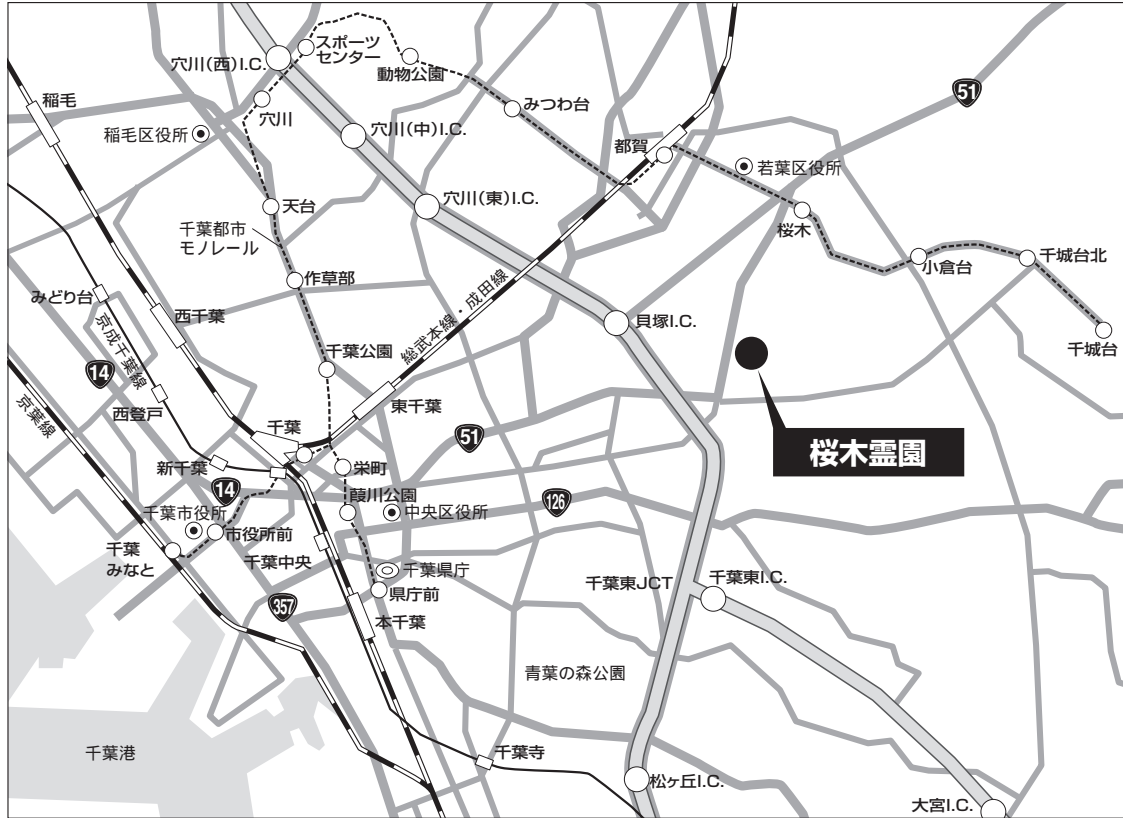 スポーツ
センター
穴川(西)I.C.
動物公園
51
稲毛
穴川
みつわ台
稲毛区役所
穴川(中)I.C.
都賀
若葉区役所
天台
穴川(東)I.C.
桜木
千葉都市
モノレール
小倉台
千城台北
作草部
総武本線・成田線
みどり台
西千葉
貝塚I.C.
千城台
京成千葉線
千葉公園
14
東千葉
京葉線
西登戸
千葉
51
桜木霊園
新千葉
栄町
14
葭川公園
126
千葉市役所
中央区役所
市役所前
千葉
みなと
千葉中央
千葉県庁
千葉東JCT
千葉東I.C.
県庁前
357
本千葉
青葉の森公園
千葉港
千葉寺
松ヶ丘I.C.
大宮I.C.